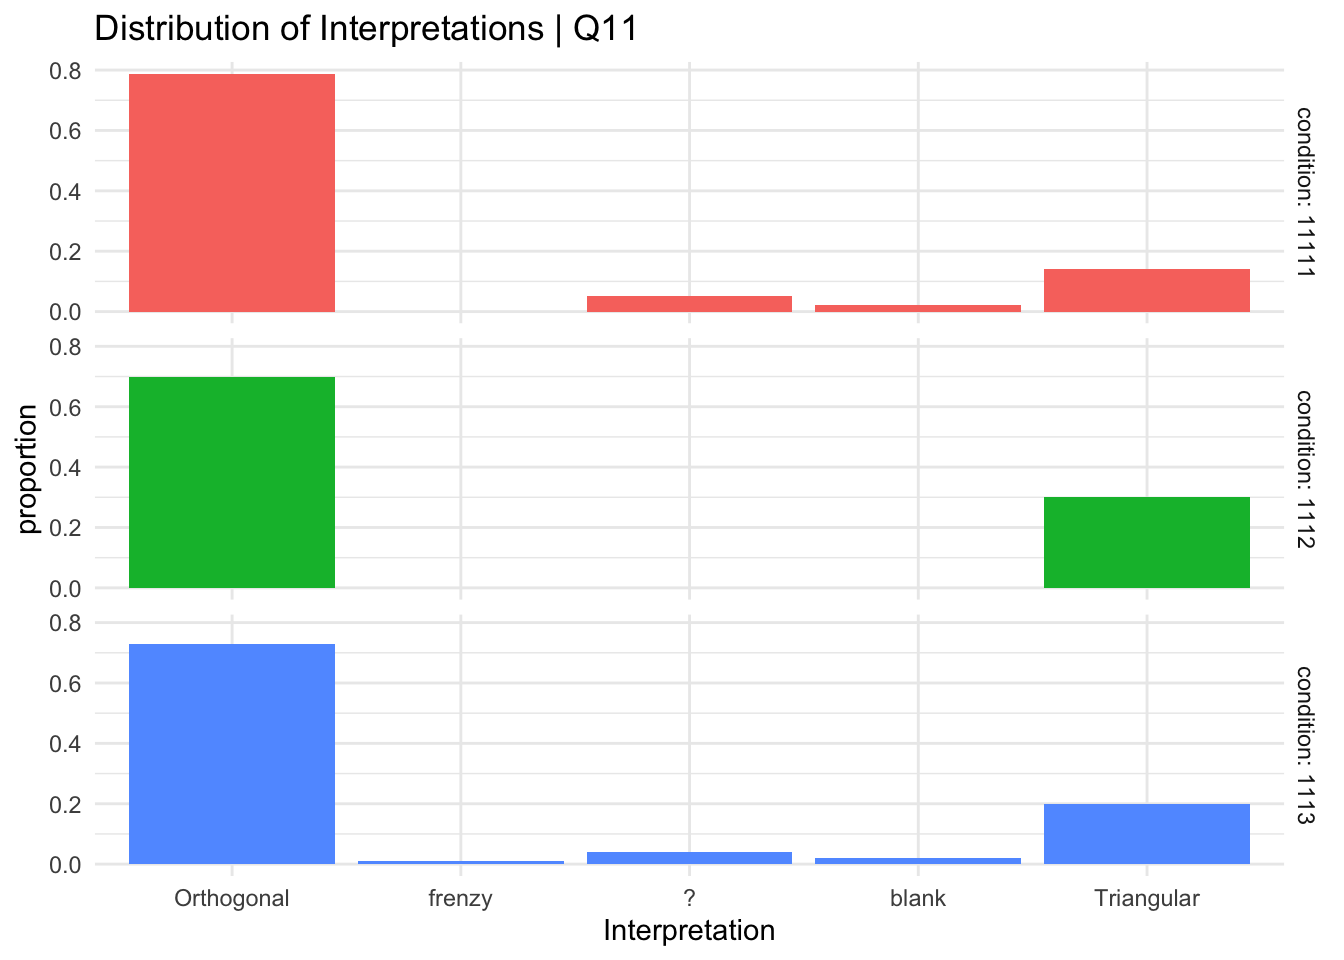 Distribution of Interpretations | Q11
0.8
0.6
0.4
0.2
0.0
condition: 11111
0.8
0.6
0.4
0.2
0.0
condition: 1112
0.8
0.6
0.4
0.2
0.0
condition: 1113
proportion
Orthogonal frenzy ? blank Triangular
Interpretation